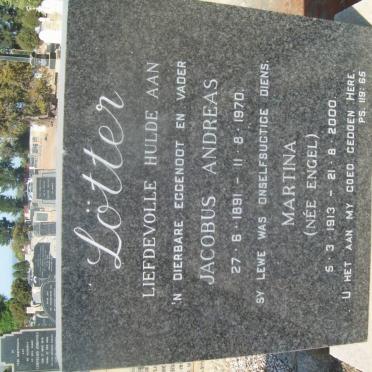 Lötter
LIEFDEVOLLE HULDE AAN
'N DIERBARE EGGENOOT EN VADER
JACOBUS ANDREAS
27 · 6 · 1891 – 11 · 8 · 1970.
SY LEWE WAS ONSELFSUGTIGE DIENS.
MARTINA
(NÉE ENGEL)
5 · 3 · 1913 – 21 · 8 · 2000.
U HET AAN MY GOED GEDOEN HERE.
PS. 119:65